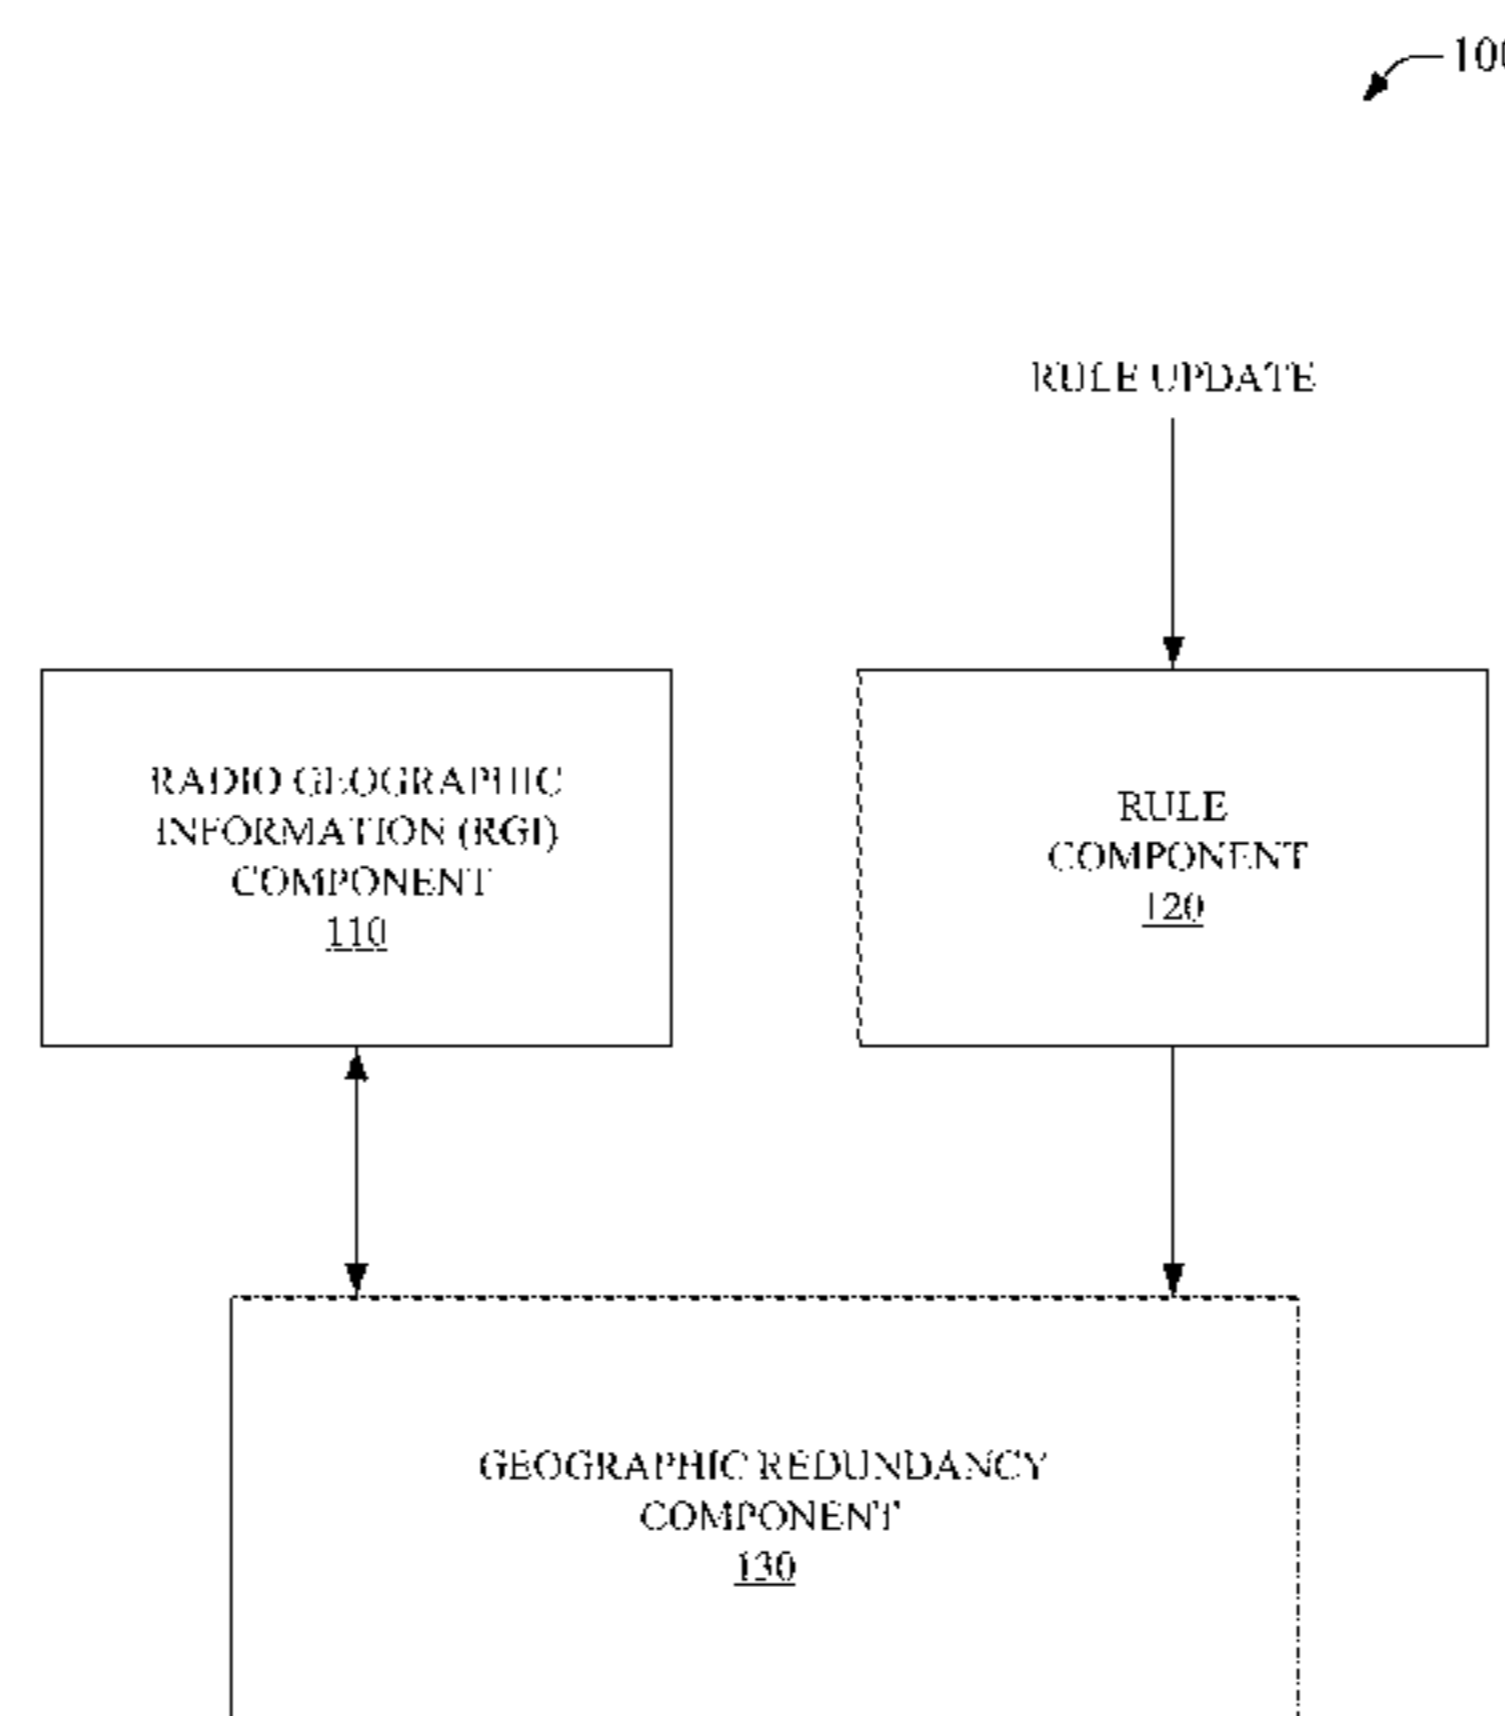 100
RULE UPDATE
RADIO GEOGRAPHIC
INFORMATION (RGI)
COMPONENT
110
RULE
COMPONENT
120
GEOGRAPHIC REDUNDANCY
COMPONENT
130